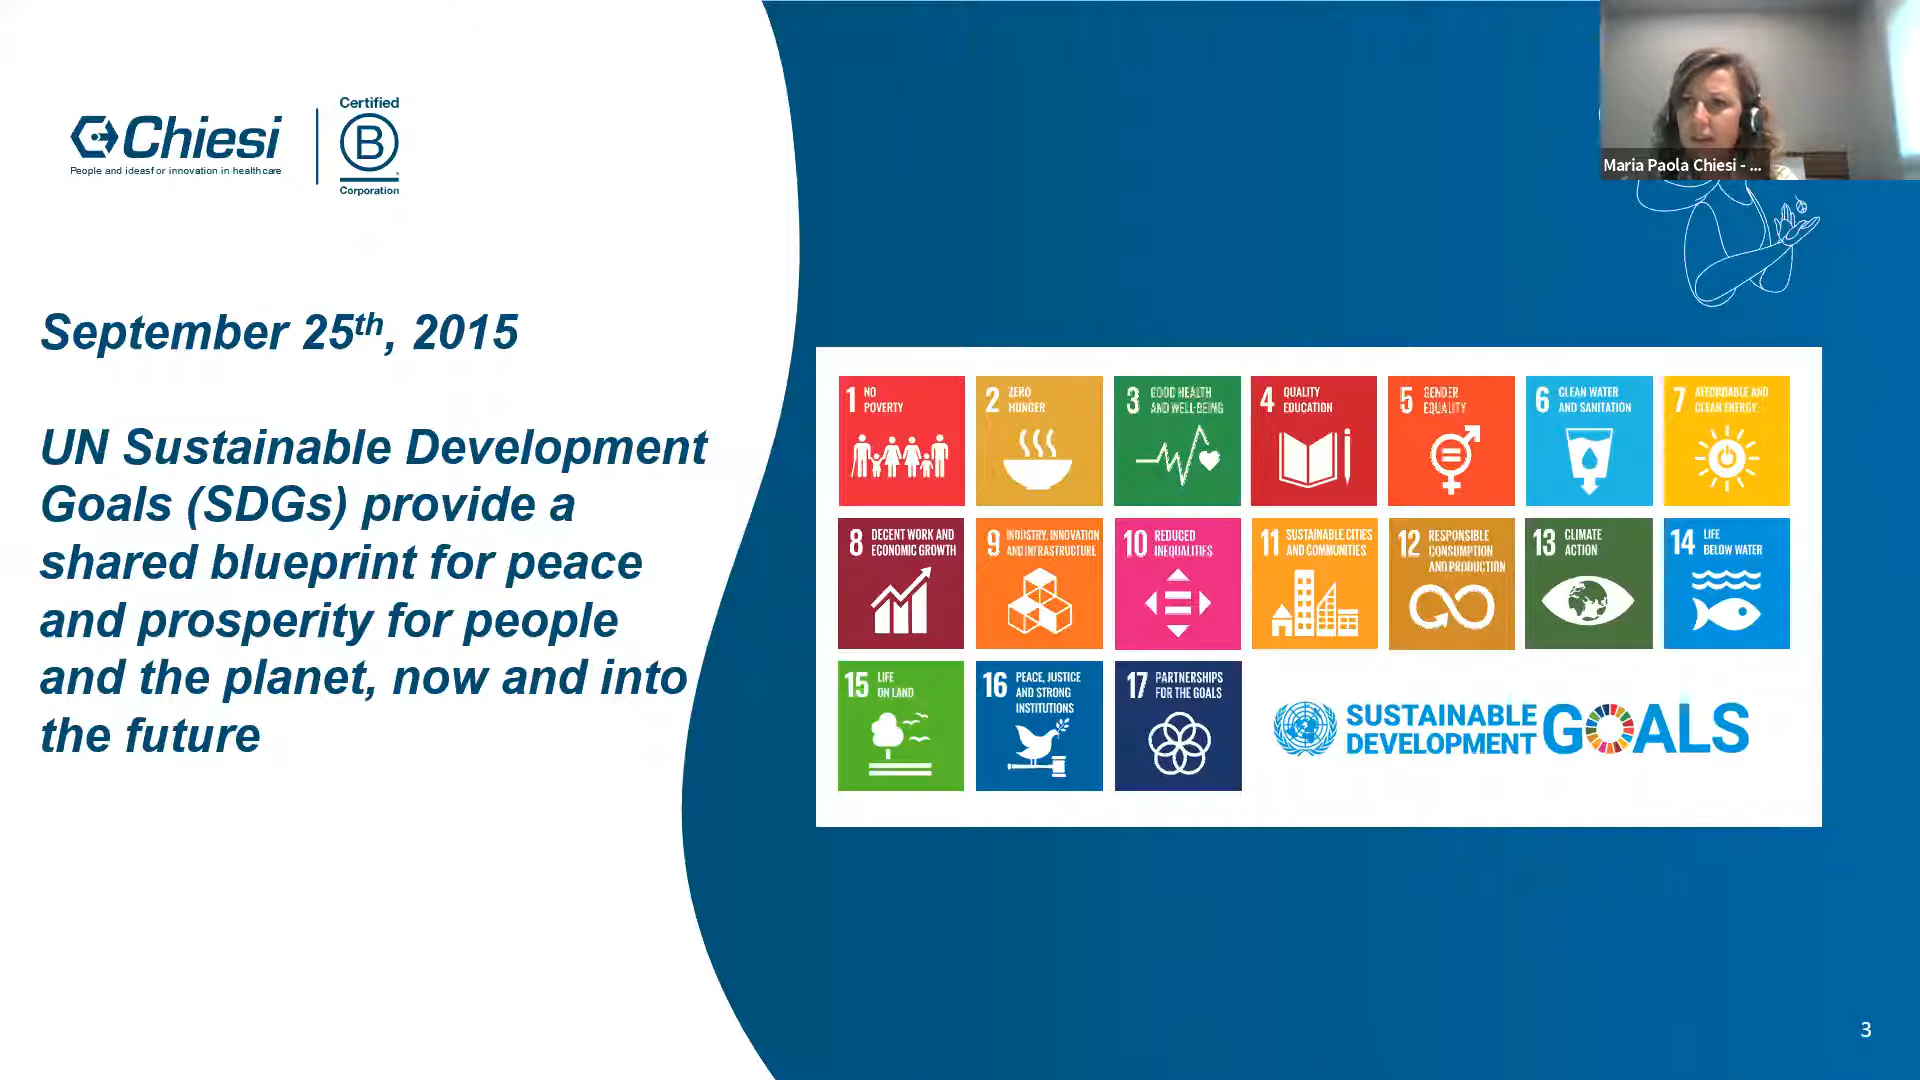 Chiesi
People and ideas for innovation in healthcare
Certified
B
Corporation
Maria Paola Chiesi - ...
September 25th, 2015
UN Sustainable Development
Goals (SDGs) provide a
shared blueprint for peace
and prosperity for people
and the planet, now and into
the future
1 NO
POVERTY
2 ZERO
HUNGER
3 GOOD HEALTH
AND WELL-BEING
4 QUALITY
EDUCATION
5 GENDER
EQUALITY
6 CLEAN WATER
AND SANITATION
7 AFFORDABLE AND
CLEAN ENERGY
8 DECENT WORK AND
ECONOMIC GROWTH
9 INDUSTRY, INNOVATION
AND INFRASTRUCTURE
10 REDUCED
INEQUALITIES
11 SUSTAINABLE CITIES
AND COMMUNITIES
12 RESPONSIBLE
CONSUMPTION
AND PRODUCTION
13 CLIMATE
ACTION
14 LIFE
BELOW WATER
15 LIFE
ON LAND
16 PEACE, JUSTICE
AND STRONG
INSTITUTIONS
17 PARTNERSHIPS
FOR THE GOALS
SUSTAINABLE
DEVELOPMENT
GOALS
3